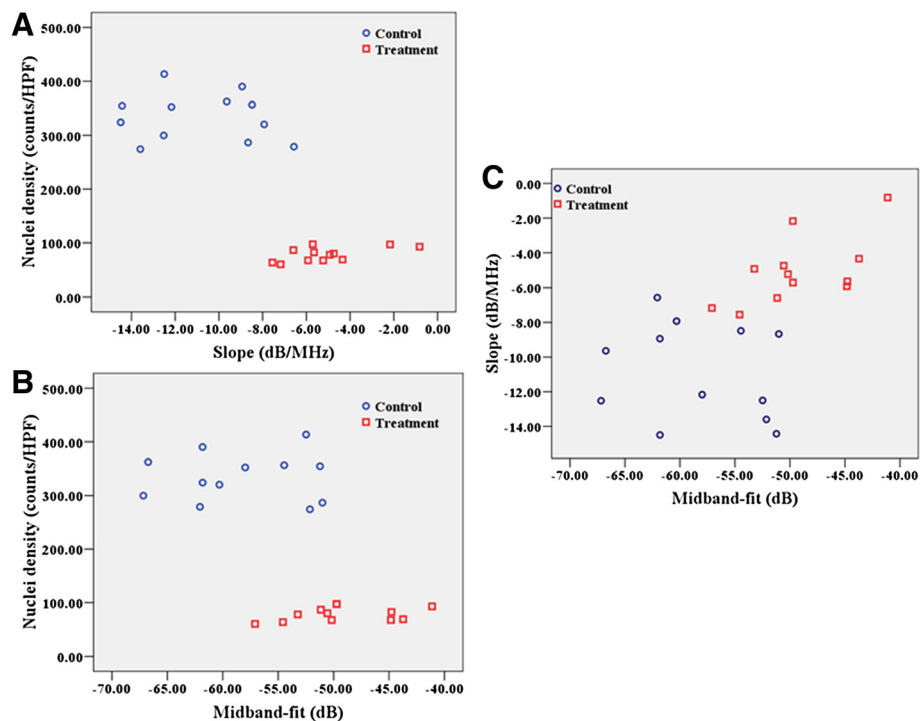 A
Nuclei density (counts/HPF)
500.00
400.00
300.00
200.00
100.00
0.00
Control
Treatment
-14.00 -12.00 -10.00 -8.00 -6.00 -4.00 -2.00 0.00
Slope (dB/MHz)
B
Nuclei density (counts/HPF)
500.00
400.00
300.00
200.00
100.00
0.00
Control
Treatment
-70.00 -65.00 -60.00 -55.00 -50.00 -45.00 -40.00
Midband-fit (dB)
C
Slope (dB/MHz)
0.00
-2.00
-4.00
-6.00
-8.00
-10.00
-12.00
-14.00
Control
Treatment
-70.00 -65.00 -60.00 -55.00 -50.00 -45.00 -40.00
Midband-fit (dB)